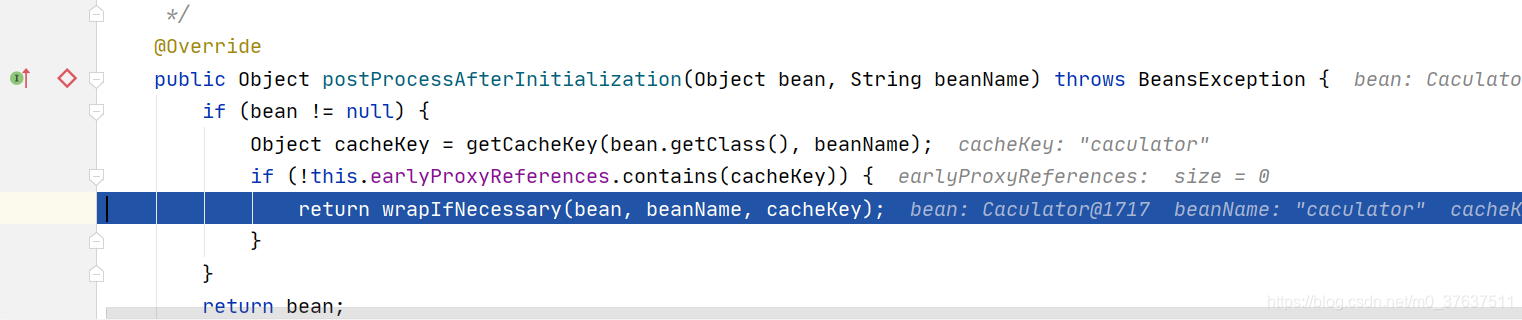 */
@Override
public Object postProcessAfterInitialization(Object bean, String beanName) throws BeansException { bean: Caculato
if (bean != null) {
Object cacheKey = getCacheKey(bean.getClass(), beanName); cacheKey: "caculator"
if (!this.earlyProxyReferences.contains(cacheKey)) { earlyProxyReferences: size = 0
return wrapIfNecessary(bean, beanName, cacheKey); bean: Caculator@1717 beanName: "caculator" cacheK
}
}
return bean;
https://blog.csdn.net/m0_37637511